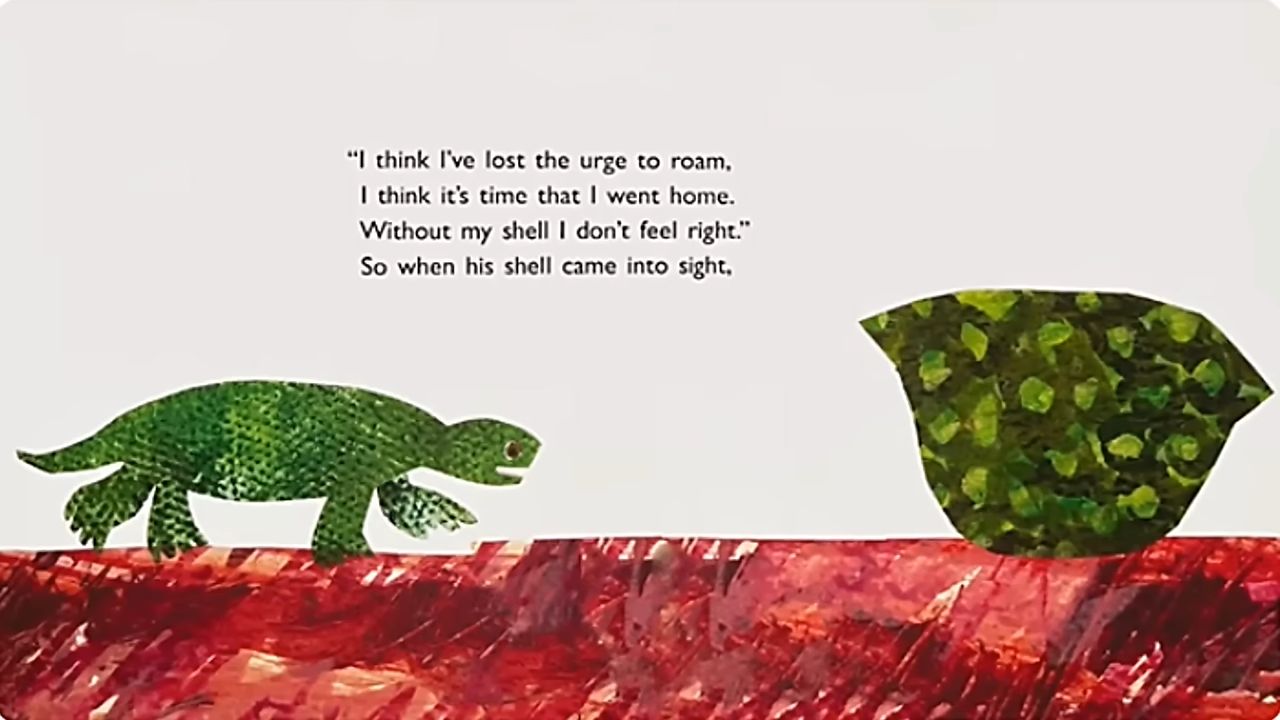 “I think I’ve lost the urge to roam,
I think it’s time that I went home.
Without my shell I don’t feel right.”
So when his shell came into sight,